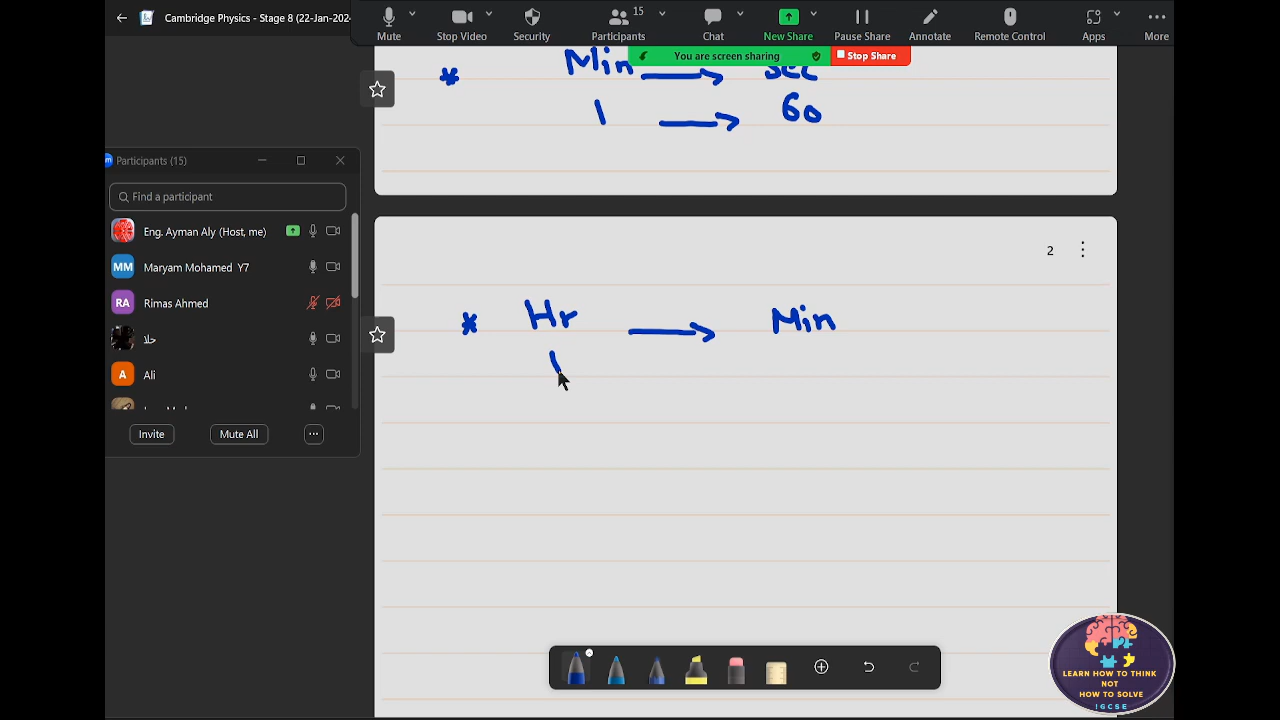 Cambridge Physics - Stage 8 (22-Jan-202
Mute
Stop Video
Security
Participants
15
Chat
New Share
Pause Share
Annotate
Remote Control
Apps
More
You are screen sharing
Stop Share
* Min → sec
1 → 60
Participants (15)
Find a participant
Eng. Ayman Aly (Host, me)
MM Maryam Mohamed Y7
RA Rimas Ahmed
حلا
A Ali
Invite
Mute All
2
* Hr → Min
1
LEARN HOW TO THINK
NOT
HOW TO SOLVE
IGCSE